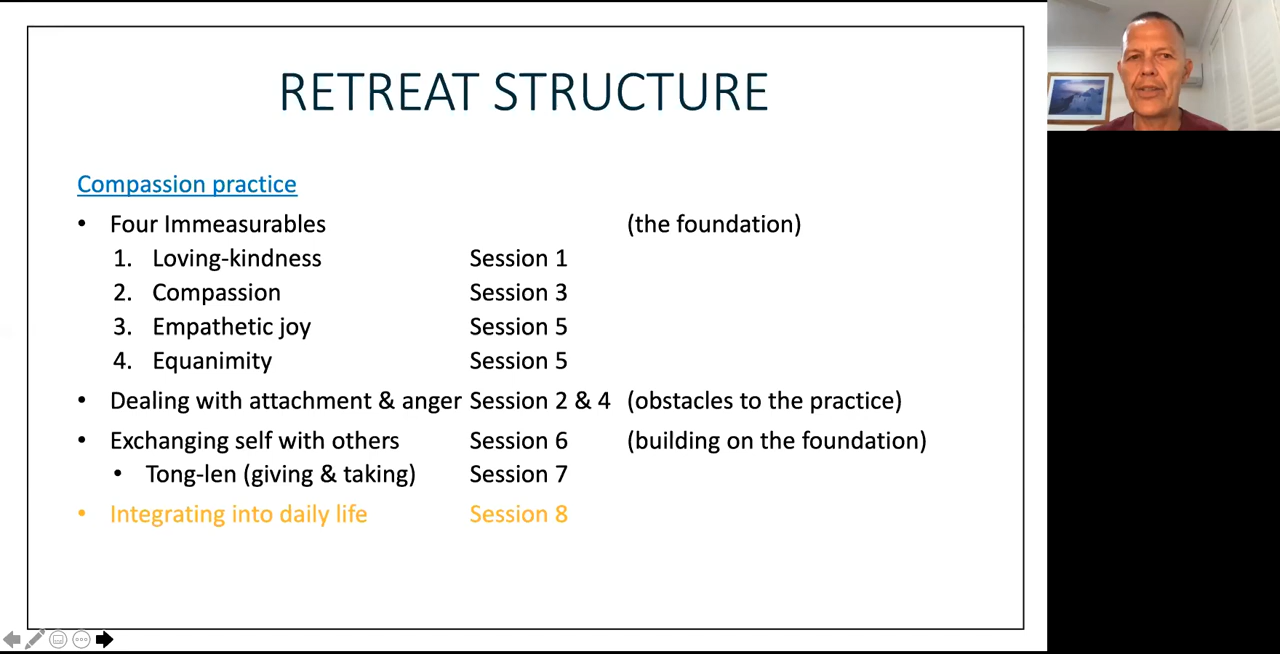 RETREAT STRUCTURE
Compassion practice
• Four Immeasurables (the foundation)
1. Loving-kindness Session 1
2. Compassion Session 3
3. Empathetic joy Session 5
4. Equanimity Session 5
• Dealing with attachment & anger Session 2 & 4 (obstacles to the practice)
• Exchanging self with others Session 6 (building on the foundation)
• Tong-len (giving & taking) Session 7
• Integrating into daily life Session 8